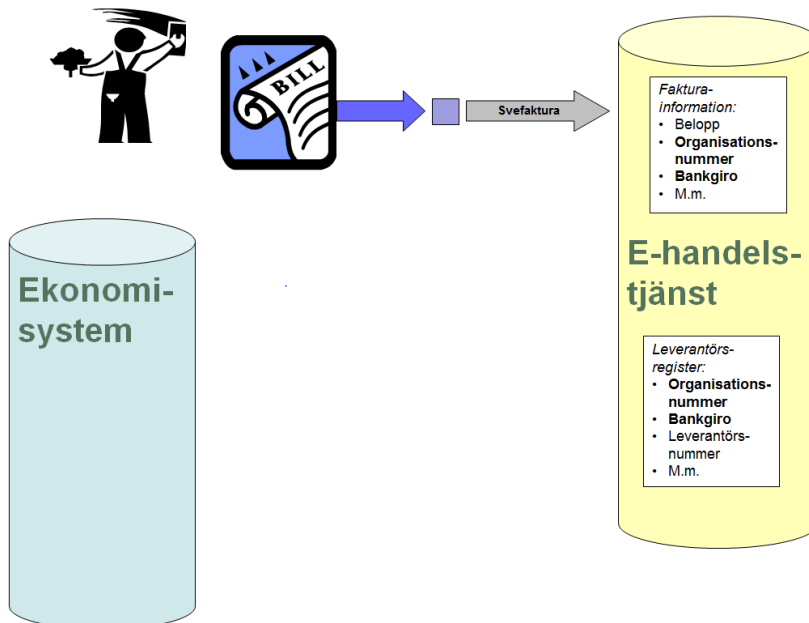 BILL
Svefaktura
Faktura-
information:
• Belopp
• Organisations-
nummer
• Bankgiro
• M.m.
E-handels-
tjänst
Ekonomi-
system
Leverantörs-
register:
• Organisations-
nummer
• Bankgiro
• Leverantörs-
nummer
• M.m.